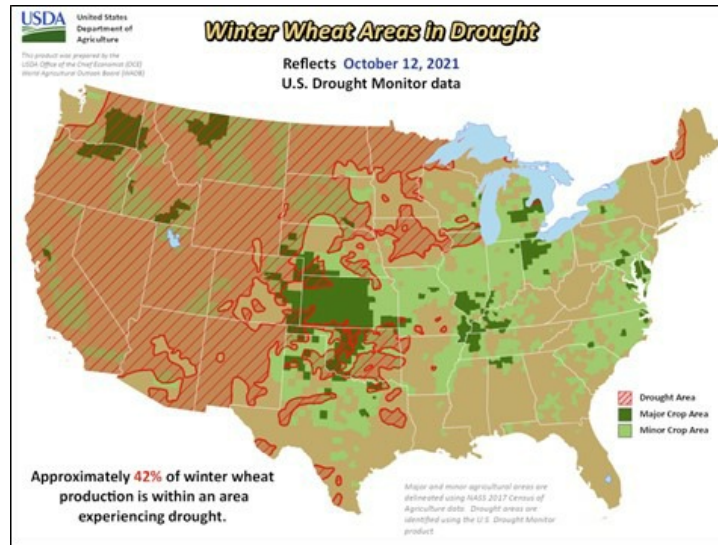 USDA
United States
Department of
Agriculture
This product was prepared by the
USDA Office of the Chief Economist (OCE)
World Agricultural Outlook Board (WAOB)
Winter Wheat Areas in Drought
Reflects October 12, 2021
U.S. Drought Monitor data
Drought Area
Major Crop Area
Minor Crop Area
Approximately 42% of winter wheat
production is within an area
experiencing drought.
Major and minor agricultural areas are
delineated using NASS 2017 Census of
Agriculture data. Drought areas are
identified using the U.S. Drought Monitor
product.